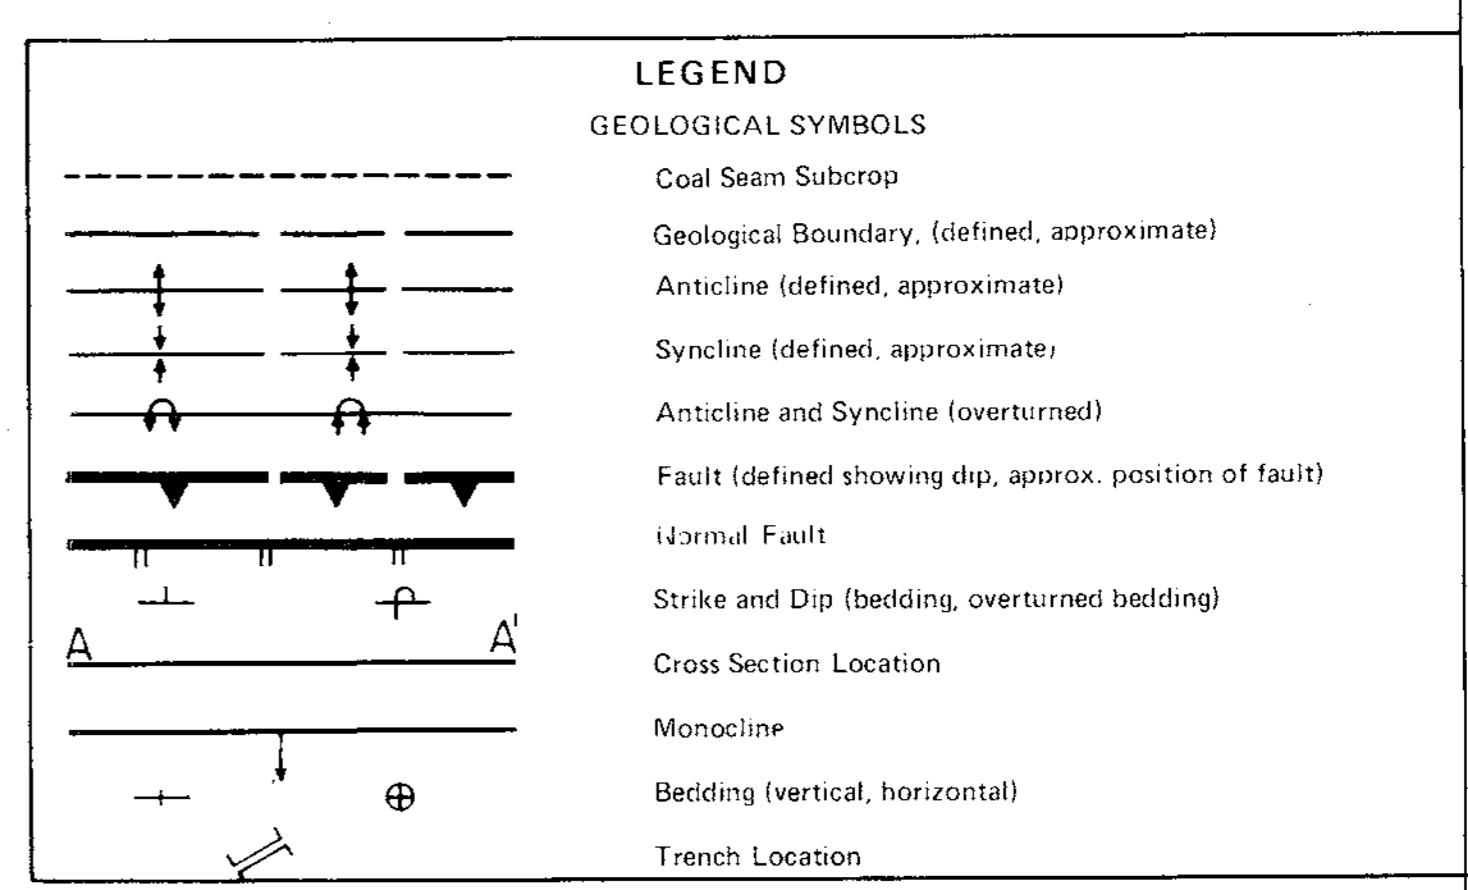 LEGEND
GEOLOGICAL SYMBOLS
Coal Seam Subcrop
Geological Boundary, (defined, approximate)
Anticline (defined, approximate)
Syncline (defined, approximate)
Anticline and Syncline (overturned)
Fault (defined showing dip, approx. position of fault)
Normal Fault
Strike and Dip (bedding, overturned bedding)
A A'
Cross Section Location
Monocline
Bedding (vertical, horizontal)
Trench Location